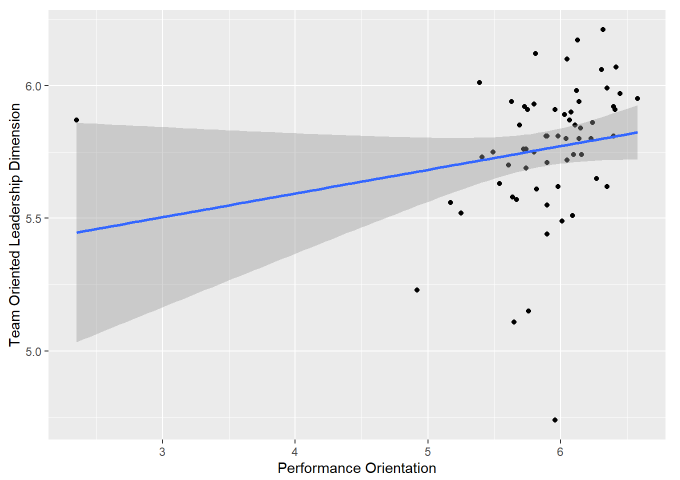 Team Oriented Leadership Dimension
6.0
5.5
5.0
3 4 5 6
Performance Orientation